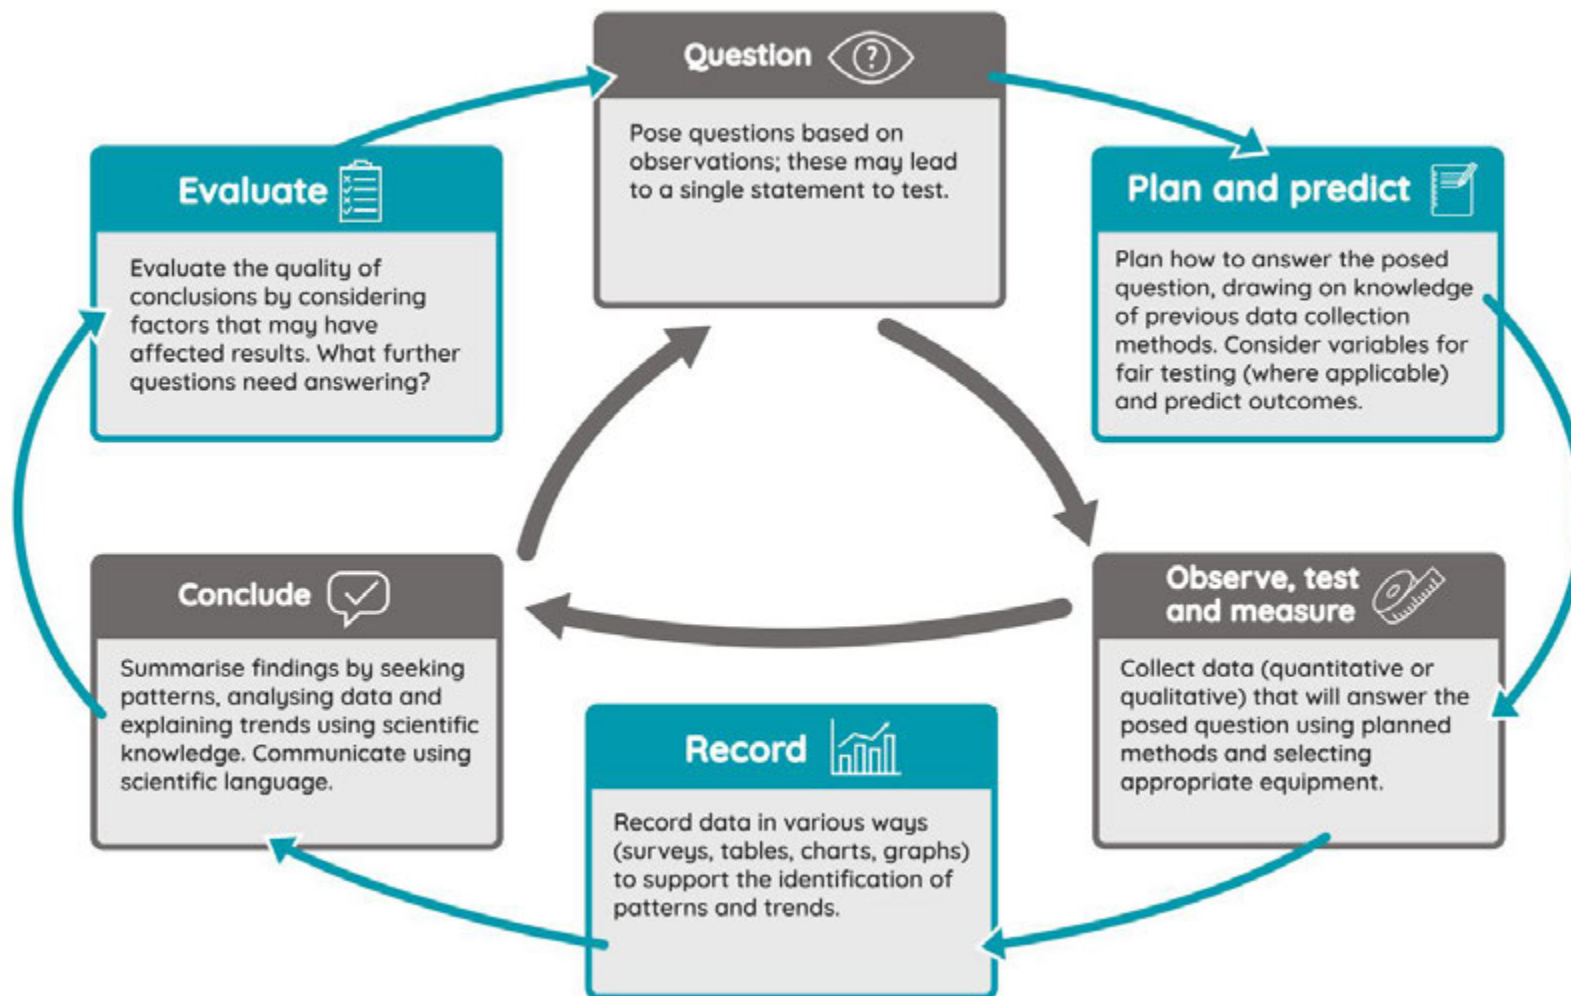 Question
?
Pose questions based on
observations; these may lead
to a single statement to test.
Plan and predict
Plan how to answer the posed
question, drawing on knowledge
of previous data collection
methods. Consider variables for
fair testing (where applicable)
and predict outcomes.
Observe, test
and measure
Collect data (quantitative or
qualitative) that will answer the
posed question using planned
methods and selecting
appropriate equipment.
Record
Record data in various ways
(surveys, tables, charts, graphs)
to support the identification of
patterns and trends.
Conclude
Summarise findings by seeking
patterns, analysing data and
explaining trends using scientific
knowledge. Communicate using
scientific language.
Evaluate
Evaluate the quality of
conclusions by considering
factors that may have
affected results. What further
questions need answering?